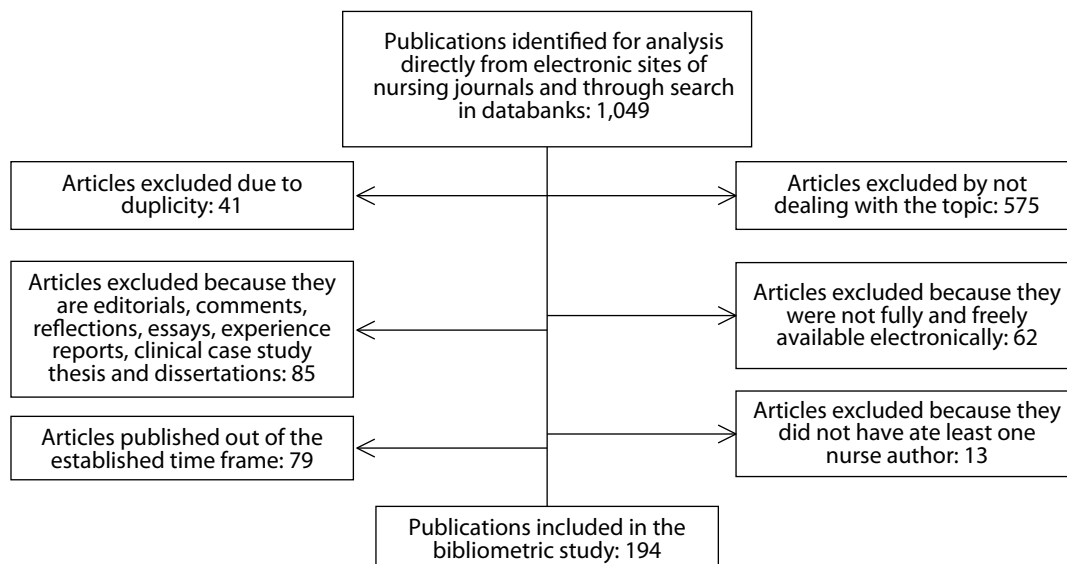 Publications identified for analysis
directly from electronic sites of
nursing journals and through search
in databanks: 1,049
Articles excluded due to
duplicity: 41
Articles excluded by not
dealing with the topic: 575
Articles excluded because they
are editorials, comments,
reflections, essays, experience
reports, clinical case study
thesis and dissertations: 85
Articles excluded because they
were not fully and freely
available electronically: 62
Articles published out of the
established time frame: 79
Articles excluded because they
did not have ate least one
nurse author: 13
Publications included in the
bibliometric study: 194